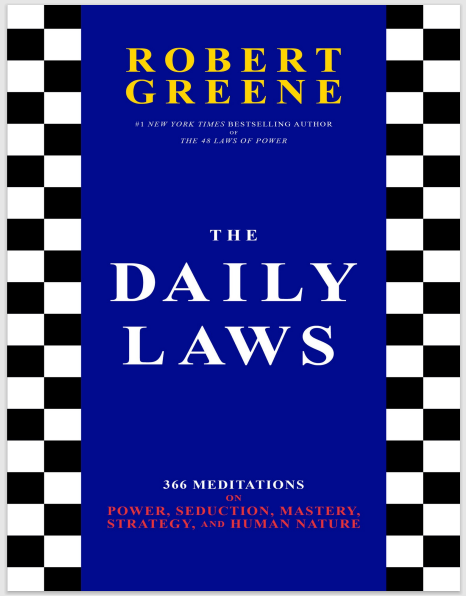 ROBERT
GREENE
#1 NEW YORK TIMES BESTSELLING AUTHOR
OF
THE 48 LAWS OF POWER
THE
DAILY
LAWS
366 MEDITATIONS
ON
POWER, SEDUCTION, MASTERY,
STRATEGY, AND HUMAN NATURE